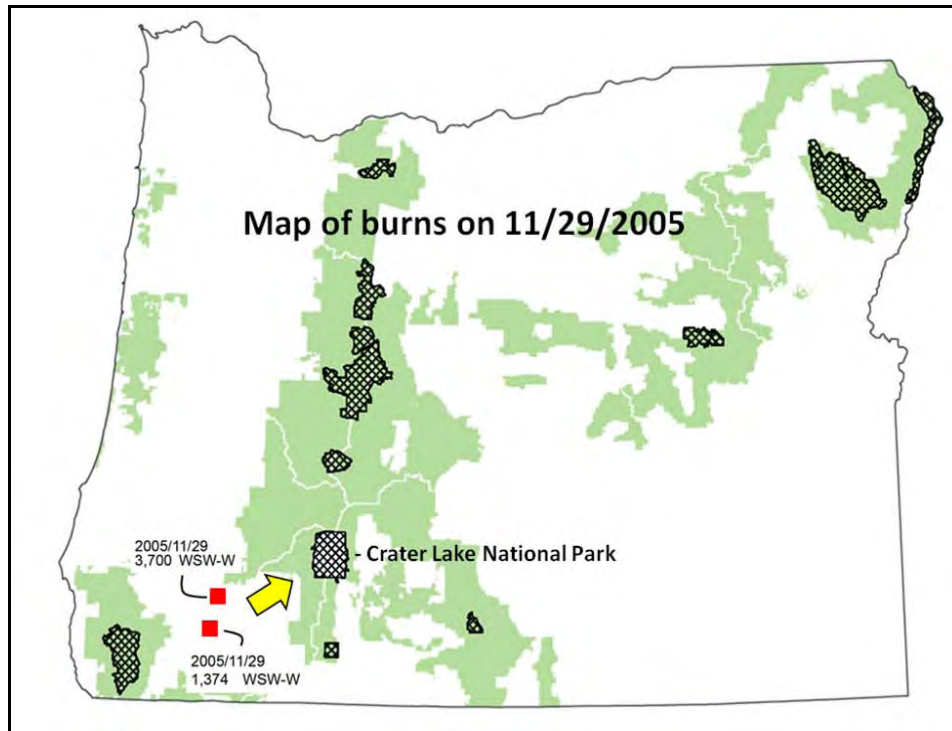 Map of burns on 11/29/2005
- Crater Lake National Park
2005/11/29
3,700 WSW-W
2005/11/29
1,374 WSW-W